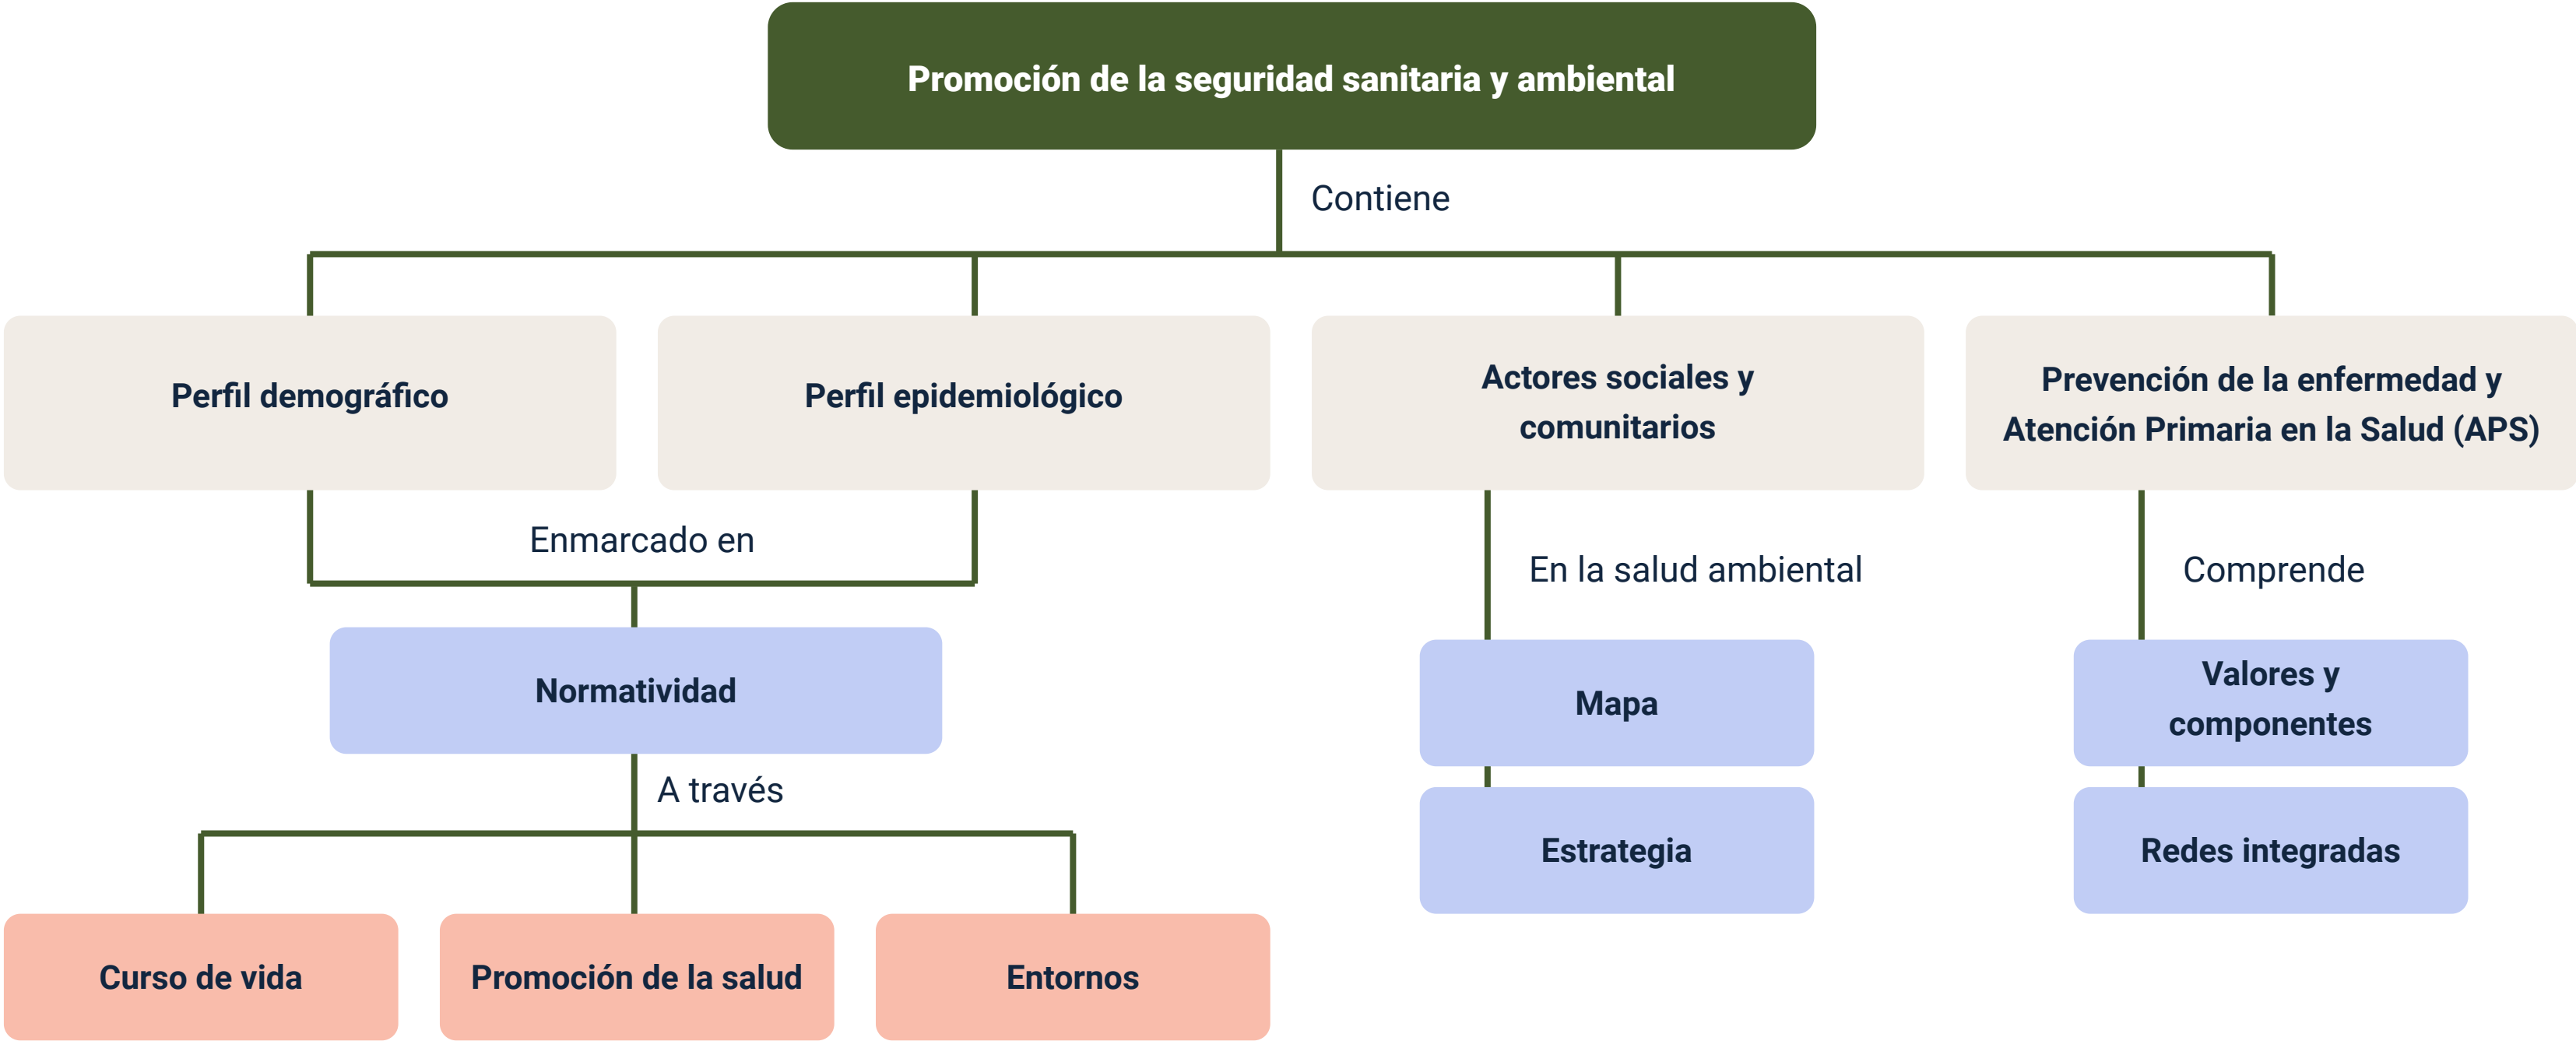 Promoción de la seguridad sanitaria y ambiental
Contiene
Perfil demográfico
Perfil epidemiológico
Actores sociales y
comunitarios
Prevención de la enfermedad y
Atención Primaria en la Salud (APS)
Enmarcado en
En la salud ambiental
Comprende
Normatividad
Mapa
Valores y
componentes
A través
Estrategia
Redes integradas
Curso de vida
Promoción de la salud
Entornos